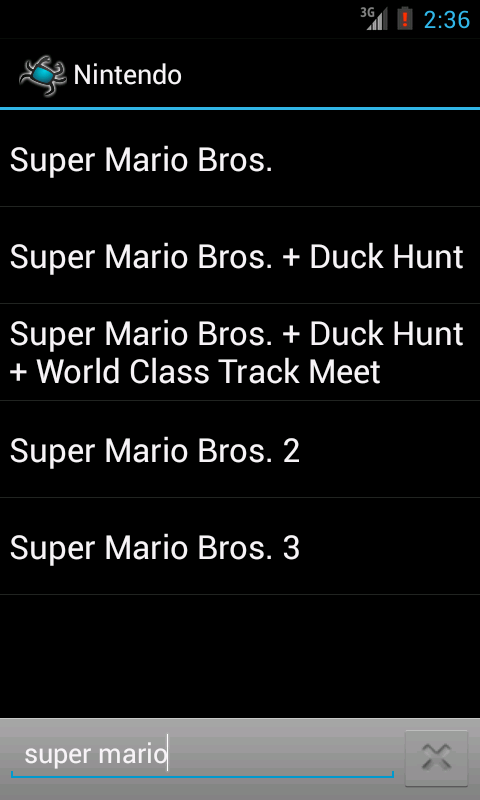 3G 2:36
Nintendo
Super Mario Bros.
Super Mario Bros. + Duck Hunt
Super Mario Bros. + Duck Hunt
+ World Class Track Meet
Super Mario Bros. 2
Super Mario Bros. 3
super mario